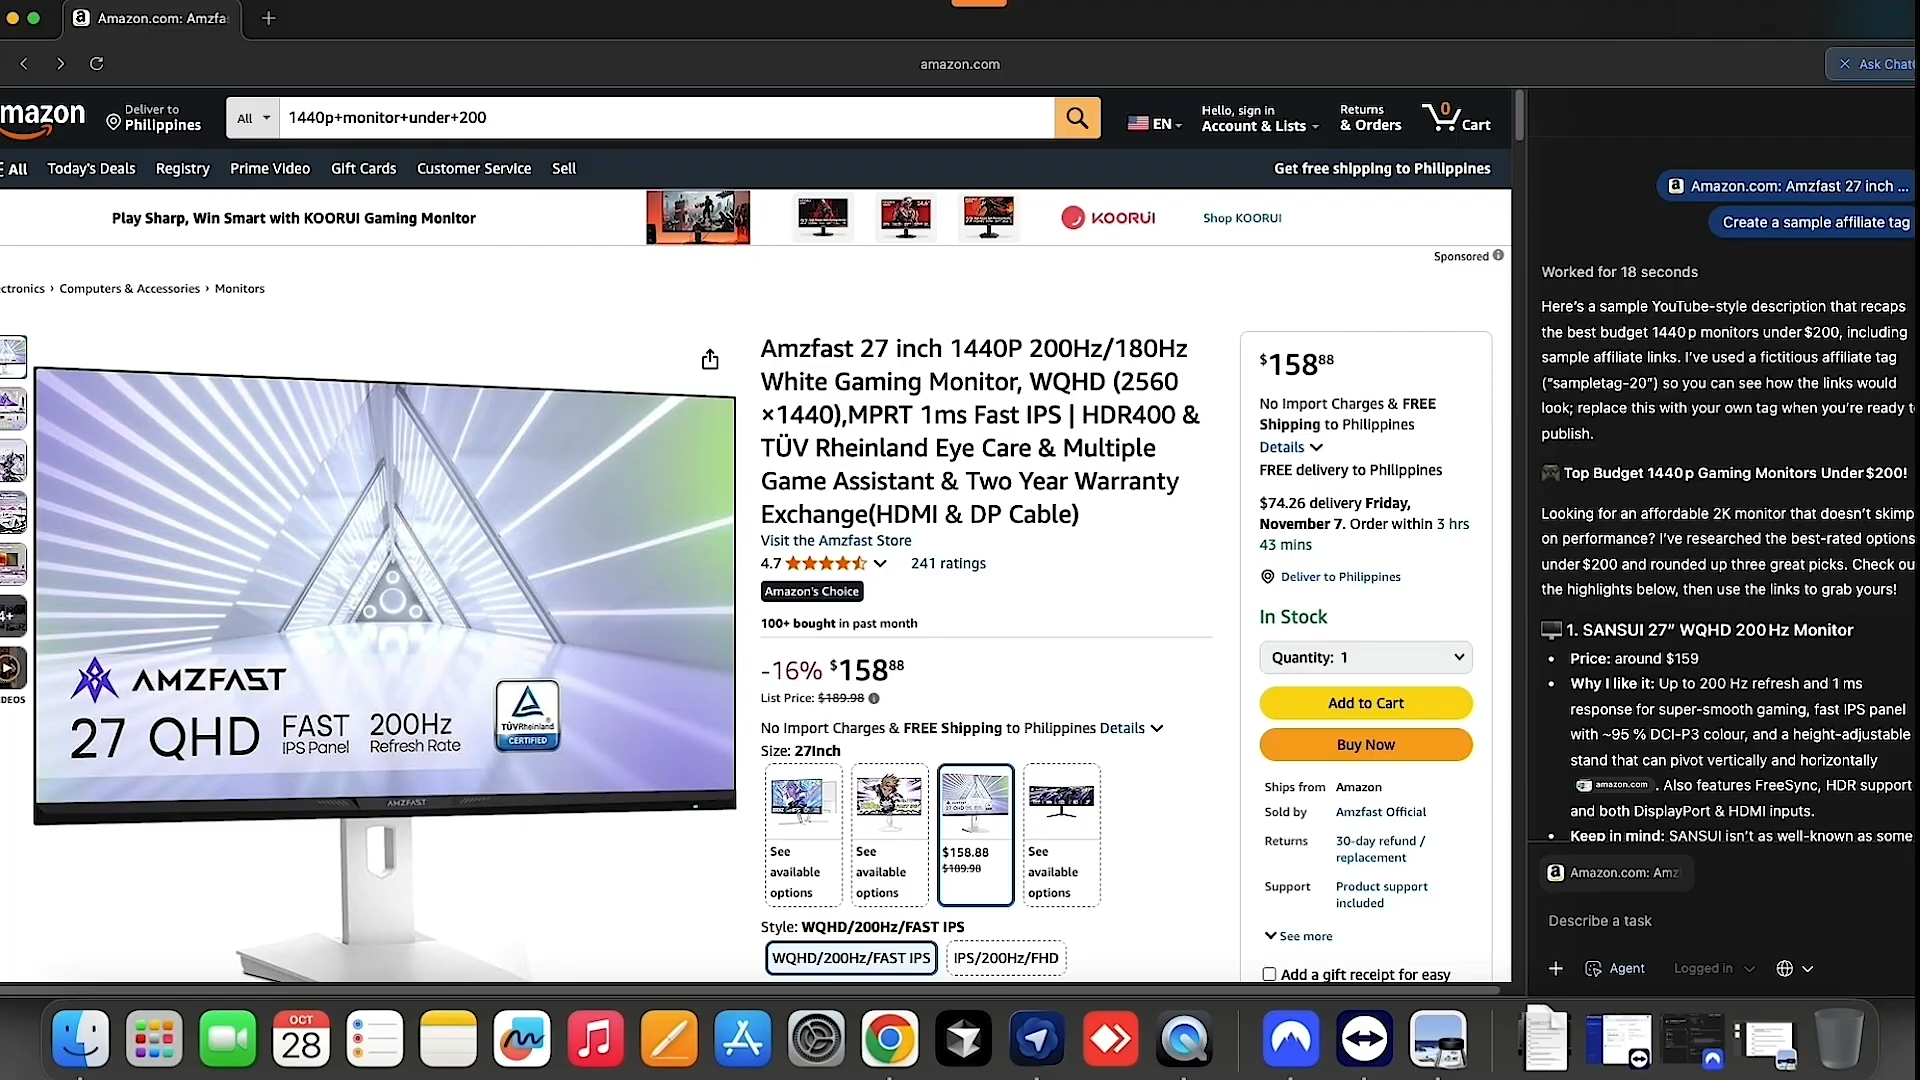 Amazon.com: Amzfa
amazon.com
Ask Chat
mazon
Deliver to
Philippines
All
1440p+monitor+under+200
EN
Hello, sign in
Account & Lists
Returns
& Orders
0
Cart
All
Today's Deals
Registry
Prime Video
Gift Cards
Customer Service
Sell
Get free shipping to Philippines
Play Sharp, Win Smart with KOORUI Gaming Monitor
KOORUI
Shop KOORUI
Sponsored
ctronics › Computers & Accessories › Monitors
4+
DEOS
AMZFAST
27 QHD
FAST
IPS Panel
200Hz
Refresh Rate
TÜVRheinland
CERTIFIED
AMZFAST
Amzfast 27 inch 1440P 200Hz/180Hz
White Gaming Monitor, WQHD (2560
×1440),MPRT 1ms Fast IPS | HDR400 &
TÜV Rheinland Eye Care & Multiple
Game Assistant & Two Year Warranty
Exchange(HDMI & DP Cable)
Visit the Amzfast Store
4.7
241 ratings
Amazon's Choice
100+ bought in past month
-16% $158 88
List Price: $189.98
No Import Charges & FREE Shipping to Philippines Details
Size: 27Inch
See
available
options
See
available
options
$158.88
$189.98
See
available
options
Style: WQHD/200Hz/FAST IPS
WQHD/200Hz/FAST IPS
IPS/200Hz/FHD
$158 88
No Import Charges & FREE
Shipping to Philippines
Details
FREE delivery to Philippines
$74.26 delivery Friday,
November 7. Order within 3 hrs
43 mins
Deliver to Philippines
In Stock
Quantity: 1
Add to Cart
Buy Now
Ships from Amazon
Sold by Amzfast Official
Returns 30-day refund /
replacement
Support Product support
included
See more
Add a gift receipt for easy
Amazon.com: Amzfast 27 inch ...
Create a sample affiliate tag
Worked for 18 seconds
Here's a sample YouTube-style description that recaps
the best budget 1440p monitors under $200, including
sample affiliate links. I've used a fictitious affiliate tag
("sampletag-20") so you can see how the links would
look; replace this with your own tag when you're ready t
publish.
Top Budget 1440p Gaming Monitors Under $200!
Looking for an affordable 2K monitor that doesn't skimp
on performance? I've researched the best-rated options
under $200 and rounded up three great picks. Check ou
the highlights below, then use the links to grab yours!
1. SANSUI 27" WQHD 200 Hz Monitor
• Price: around $159
• Why I like it: Up to 200 Hz refresh and 1 ms
response for super-smooth gaming, fast IPS panel
with ~95 % DCI-P3 colour, and a height-adjustable
stand that can pivot vertically and horizontally
amazon.com . Also features FreeSync, HDR support
and both DisplayPort & HDMI inputs.
• Keep in mind: SANSUI isn't as well-known as some
Amazon.com: Amz
Describe a task
Agent
Logged in
OCT
28